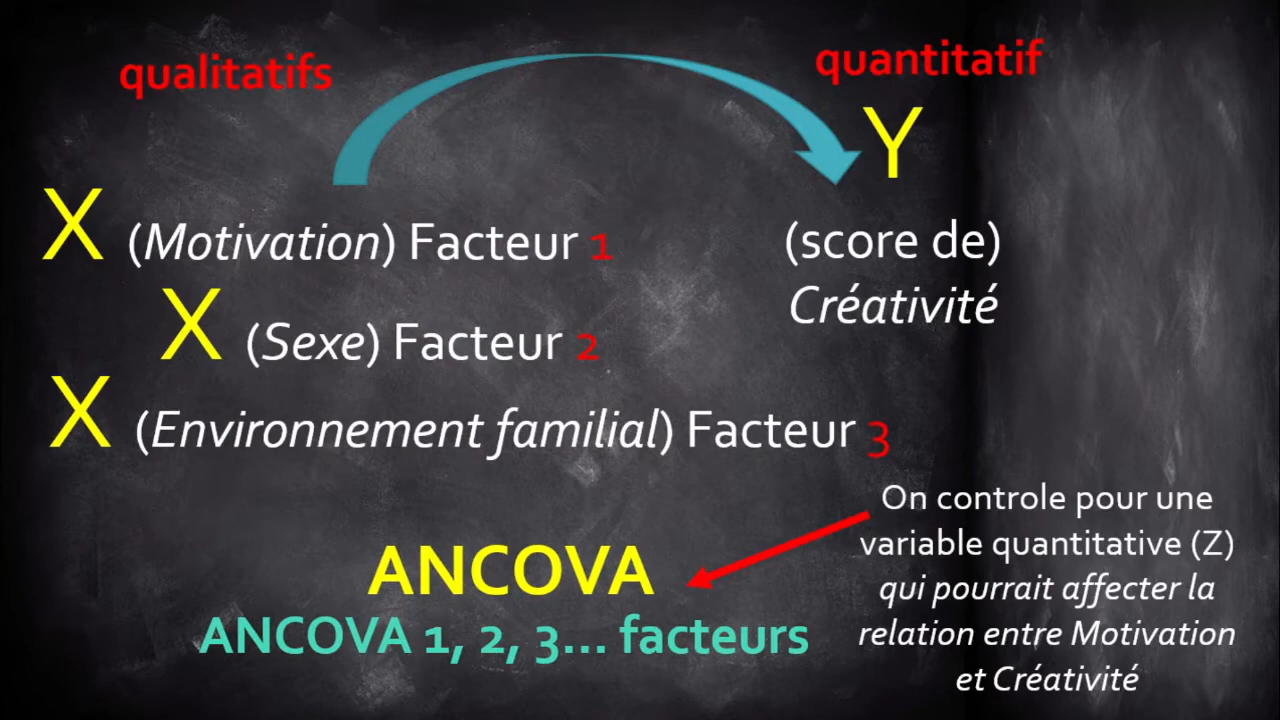 qualitatifs
quantitatif
Y
X (Motivation) Facteur 1
(score de)
Créativité
X (Sexe) Facteur 2
X (Environnement familial) Facteur 3
On controle pour une
variable quantitative (Z)
qui pourrait affecter la
relation entre Motivation
et Créativité
ANCOVA
ANCOVA 1, 2, 3... facteurs